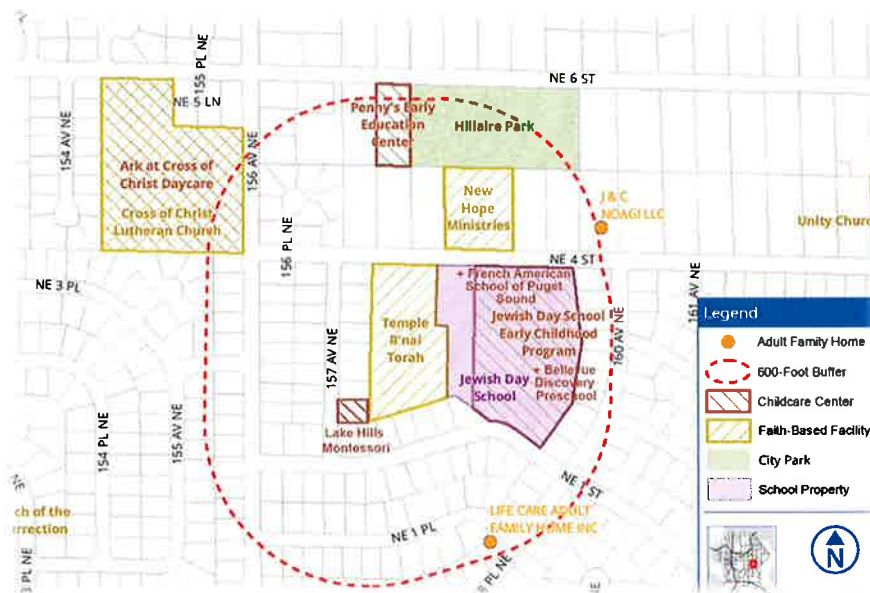 NE 6 ST
155 PL NE
NE 5 LN
154 AV NE
156 AV NE
Penny's Early
Education
Center
Hillaire Park
Ark at Cross of
Christ Daycare
Cross of Christ
Lutheran Church
New
Hope
Ministries
J & C
NOAGI LLC
Unity Churc
156 PL NE
NE 4 ST
NE 3 PL
+ French American
School of Puget
Sound
Jewish Day School
Early Childhood
Program
+ Bellevue
Discovery
Preschool
Jewish Day
School
Temple
B'nai
Torah
157 AV NE
160 AV NE
161 AV NE
Lake Hills
Montessori
154 PL NE
155 AV NE
NE 1 ST
NE 1 PL
LIFE CARE ADULT
FAMILY HOME INC
PL NE
NE
ch of the
rrection
3 PL NE
Legend
Adult Family Home
600-Foot Buffer
Childcare Center
Faith-Based Facility
City Park
School Property
N